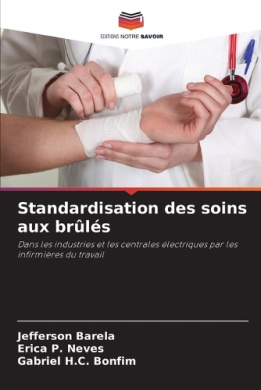 EDITIONS NOTRE SAVOIR
Standardisation des soins
aux brûlés
Dans les industries et les centrales électriques par les
infirmières du travail
Jefferson Barela
Erica P. Neves
Gabriel H.C. Bonfim